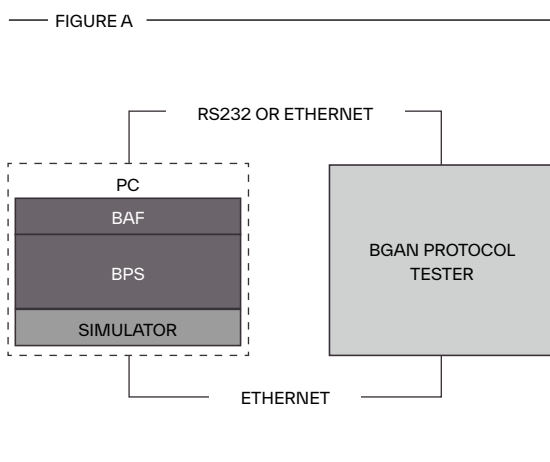 FIGURE A
RS232 OR ETHERNET
PC
BAF
BPS
SIMULATOR
BGAN PROTOCOL
TESTER
ETHERNET